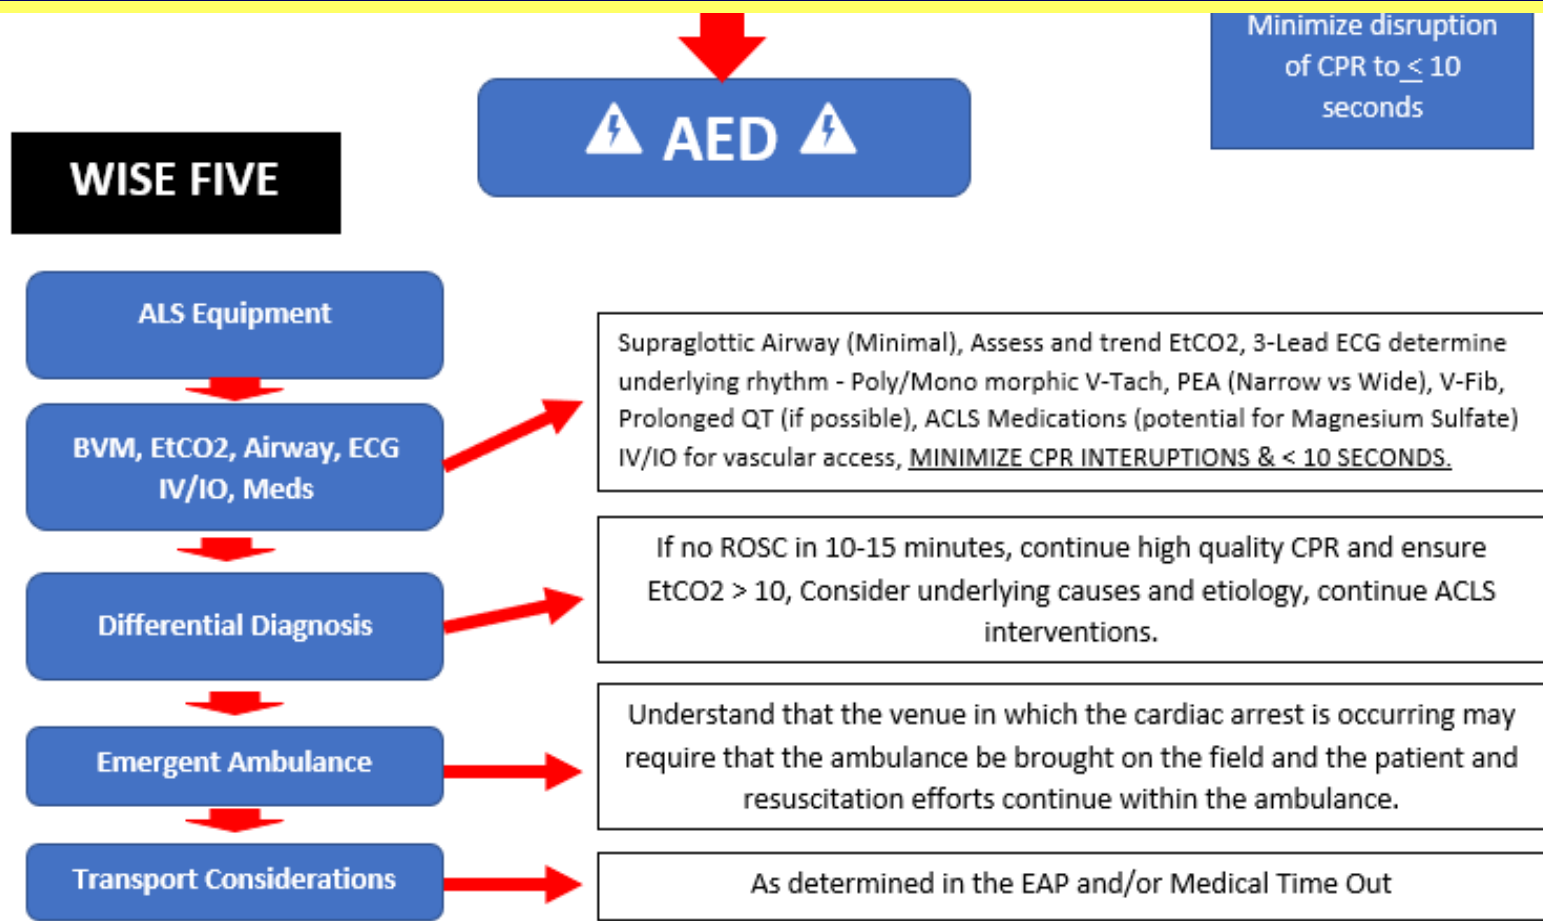 Minimize disruption
of CPR to < 10
seconds
AED
WISE FIVE
ALS Equipment
BVM, EtCO2, Airway, ECG
IV/IO, Meds
Supraglottic Airway (Minimal), Assess and trend EtCO2, 3-Lead ECG determine
underlying rhythm - Poly/Mono morphic V-Tach, PEA (Narrow vs Wide), V-Fib,
Prolonged QT (if possible), ACLS Medications (potential for Magnesium Sulfate)
IV/IO for vascular access, MINIMIZE CPR INTERUPTIONS & < 10 SECONDS.
Differential Diagnosis
If no ROSC in 10-15 minutes, continue high quality CPR and ensure
EtCO2 > 10, Consider underlying causes and etiology, continue ACLS
interventions.
Emergent Ambulance
Understand that the venue in which the cardiac arrest is occurring may
require that the ambulance be brought on the field and the patient and
resuscitation efforts continue within the ambulance.
Transport Considerations
As determined in the EAP and/or Medical Time Out